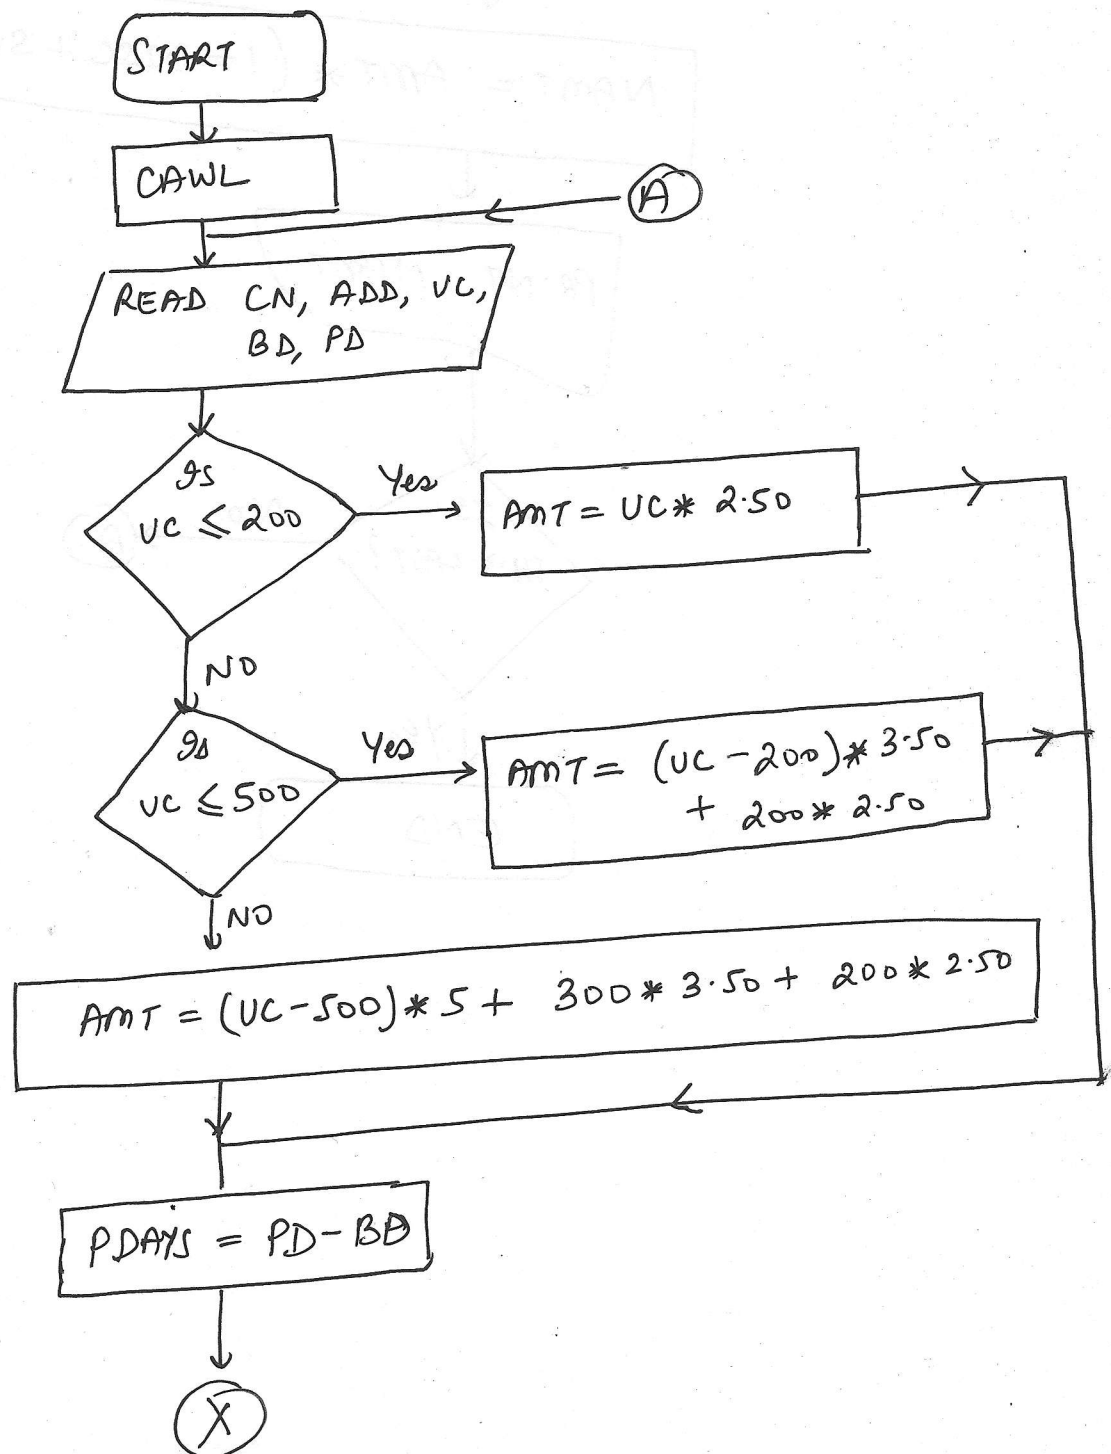 START
CAWL
A
READ CN, ADD, UC,
BD, PD
Is
UC ≤ 200
Yes
AMT = UC * 2.50
NO
Is
UC ≤ 500
Yes
AMT = (UC - 200) * 3.50
+ 200 * 2.50
NO
AMT = (UC - 500) * 5 + 300 * 3.50 + 200 * 2.50
PDAYS = PD - BD
X